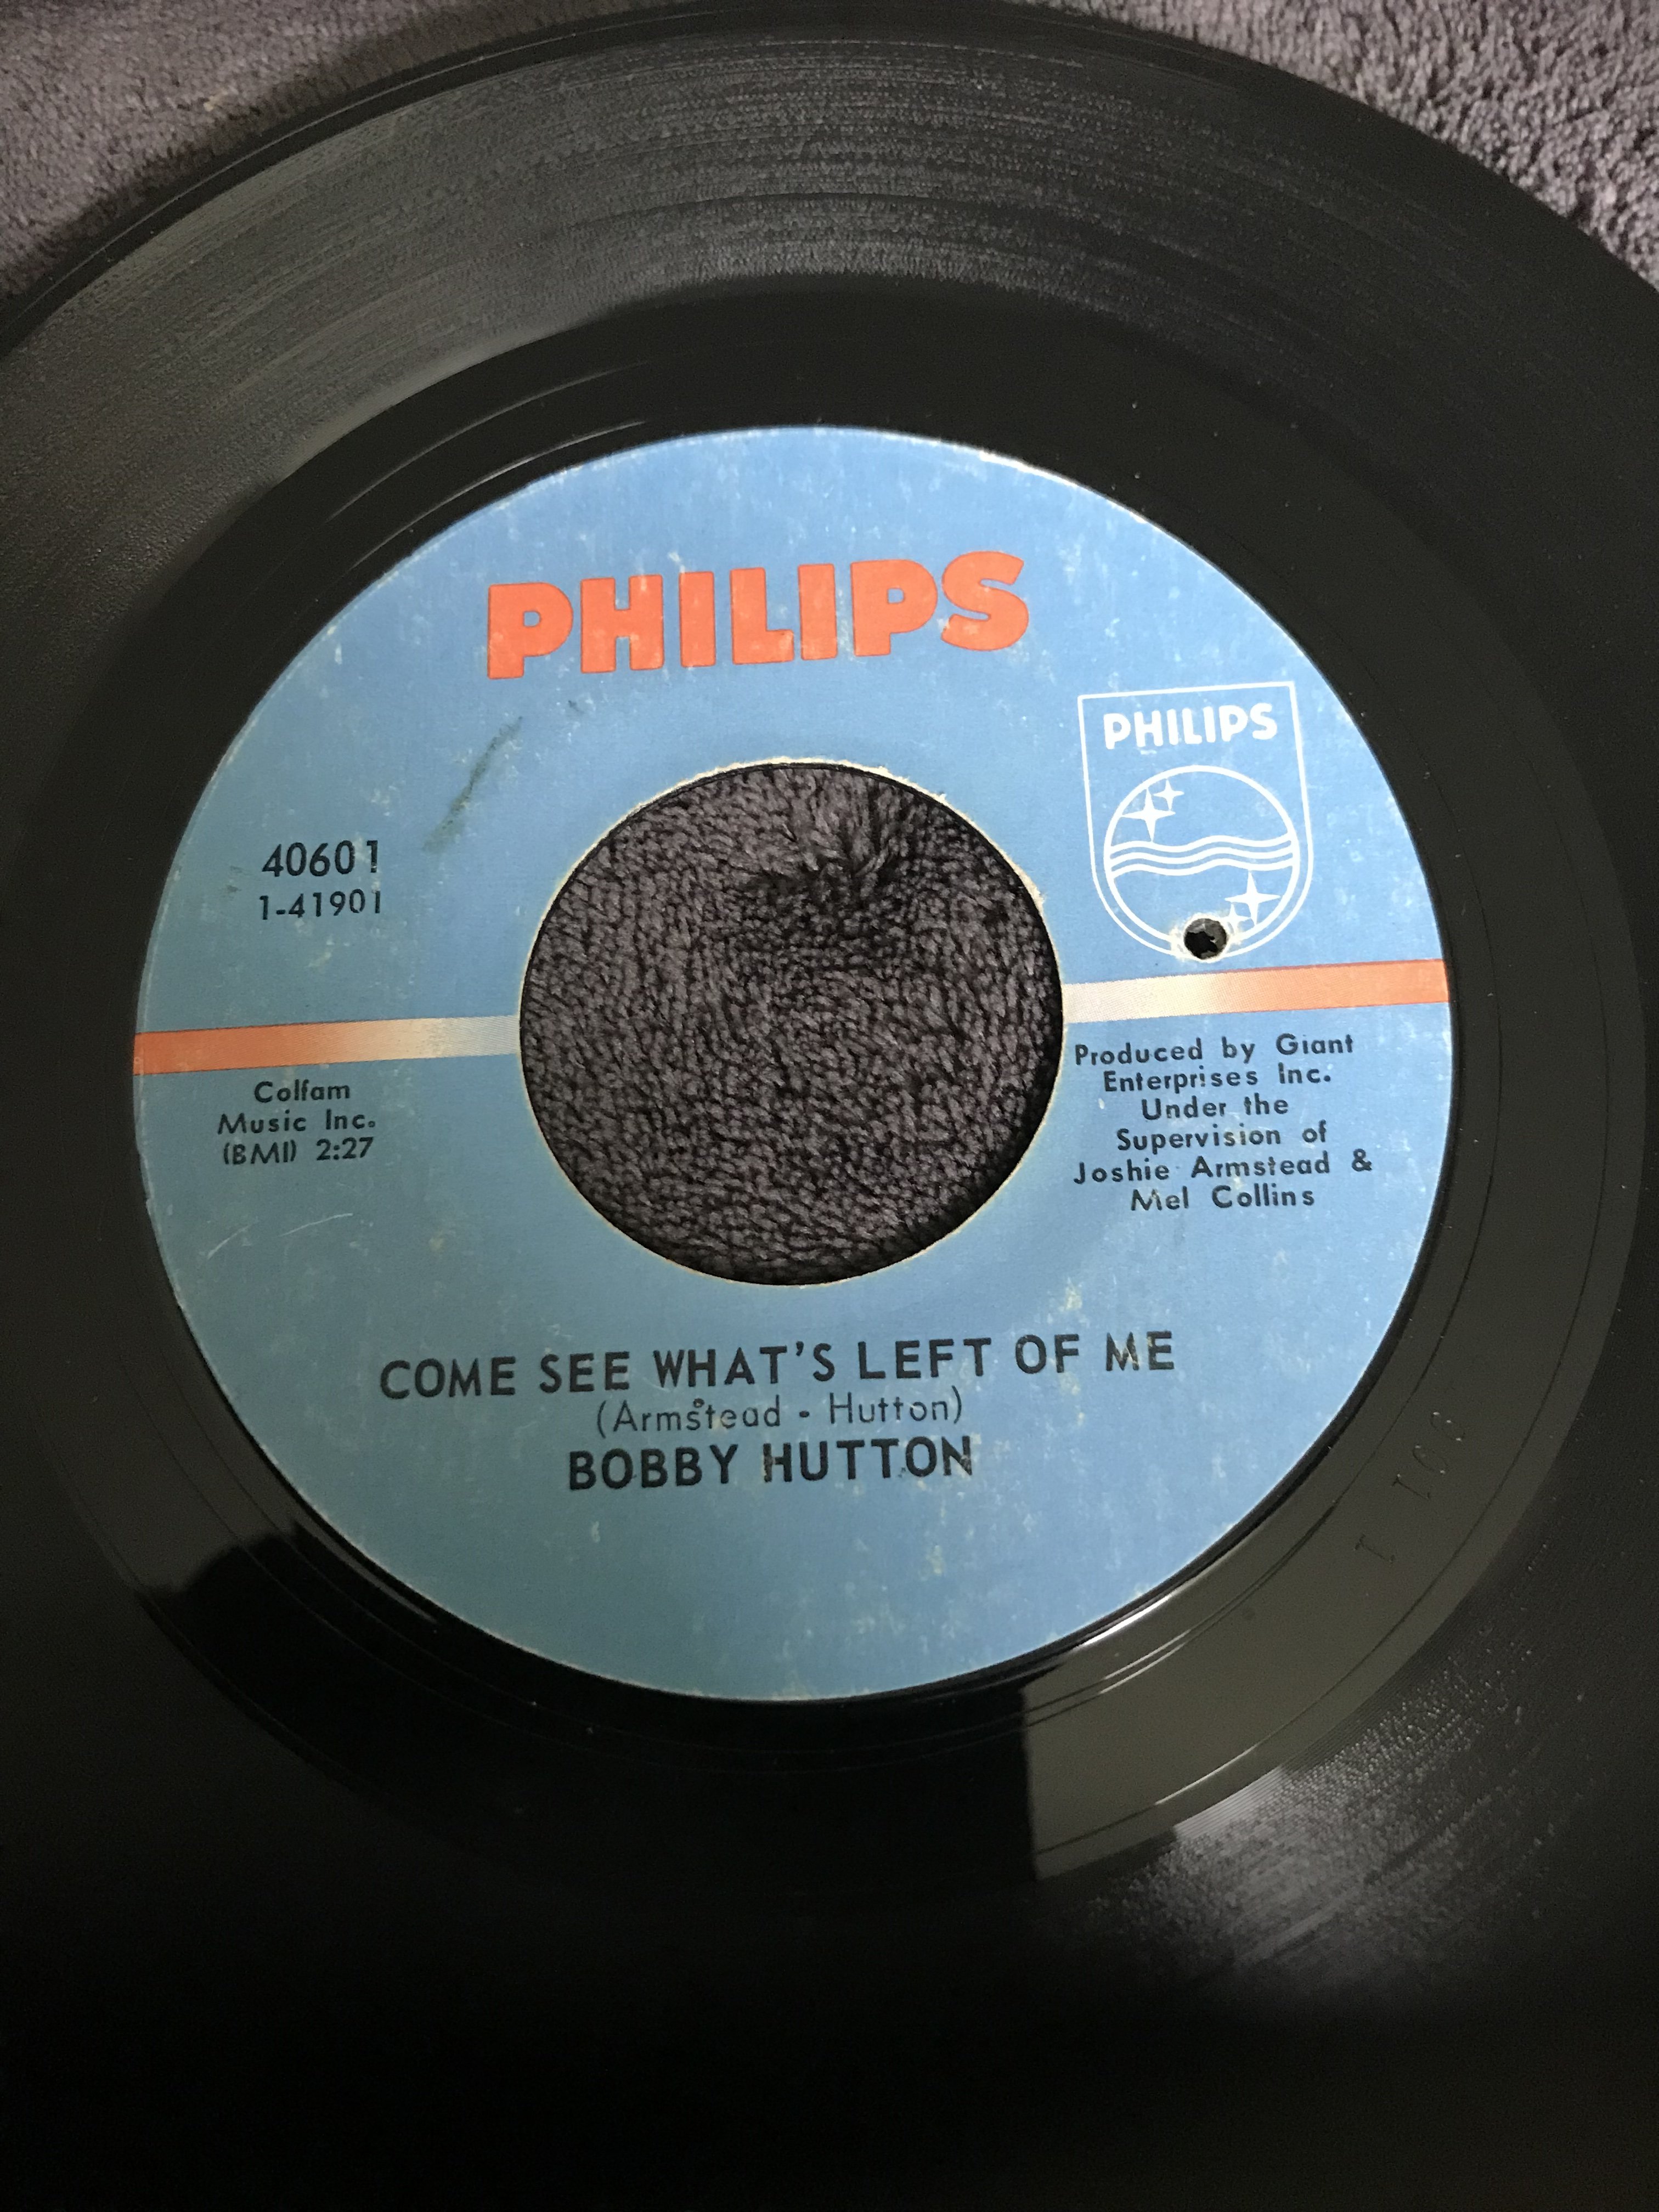 PHILIPS
PHILIPS
40601
1-41901
Colfam
Music Inc.
(BMI) 2:27
Produced by Giant
Enterprises Inc.
Under the
Supervision of
Joshie Armstead &
Mel Collins
COME SEE WHAT'S LEFT OF ME
(Armstead - Hutton)
BOBBY HUTTON